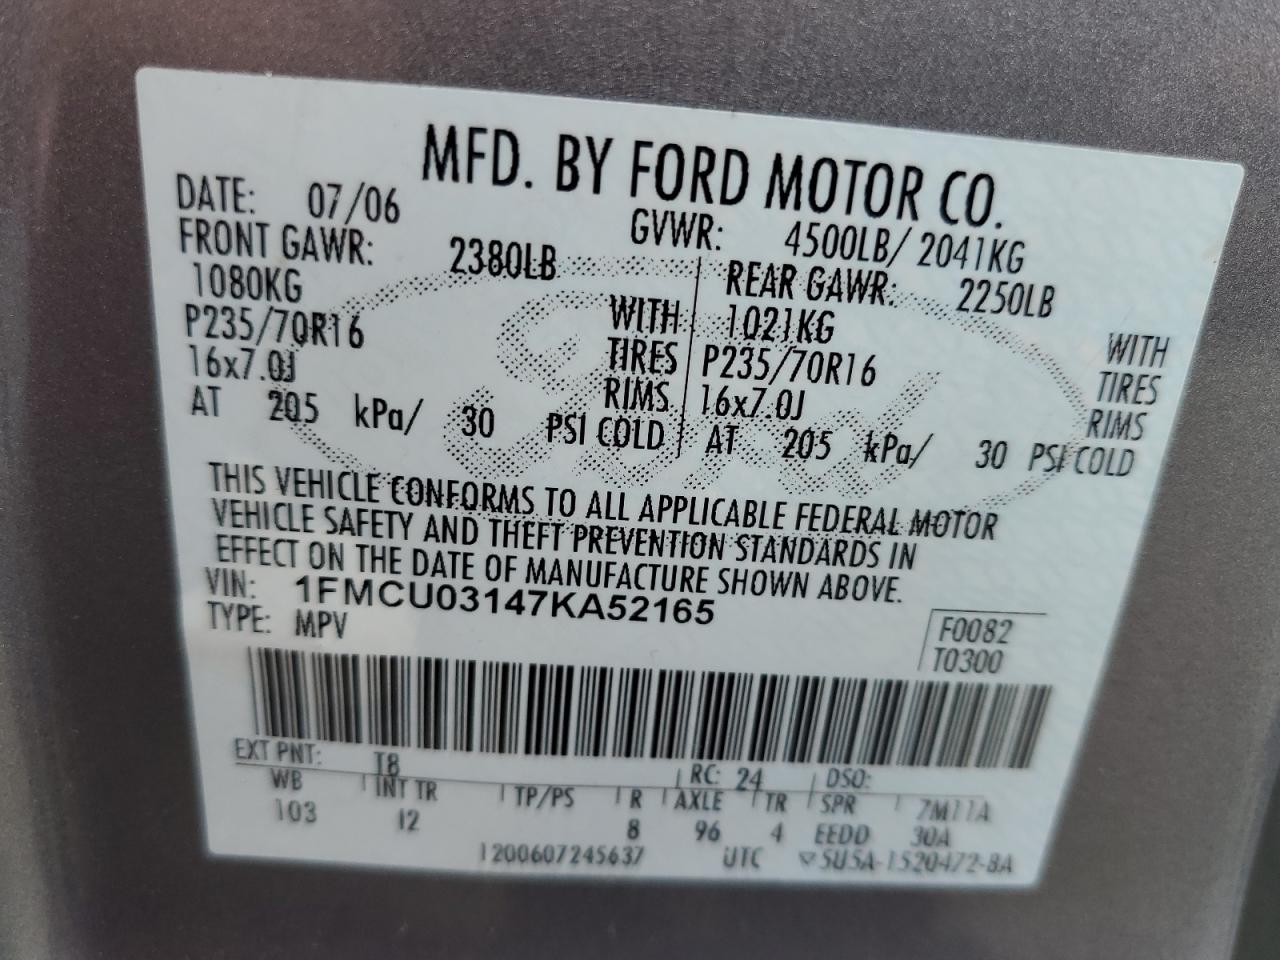 MFD. BY FORD MOTOR CO.
DATE: 07/06 GVWR: 4500LB/ 2041KG
FRONT GAWR: 2380LB REAR GAWR: 2250LB
1080KG WITH 1021KG WITH
P235/70R16 TIRES P235/70R16 TIRES
16x7.0J RIMS 16x7.0J RIMS
AT 205 kPa/ 30 PSI COLD AT 205 kPa/ 30 PSI COLD
THIS VEHICLE CONFORMS TO ALL APPLICABLE FEDERAL MOTOR
VEHICLE SAFETY AND THEFT PREVENTION STANDARDS IN
EFFECT ON THE DATE OF MANUFACTURE SHOWN ABOVE.
VIN: 1FMCU03147KA52165
TYPE: MPV
F0082
T0300
EXT PNT: T8 RC: 24 DSO:
WB INT TR TP/PS R AXLE TR SPR 7M11A
103 12 8 96 4 EEDD 30A
1200607245637 UTC ▽5U5A-1520472-BA